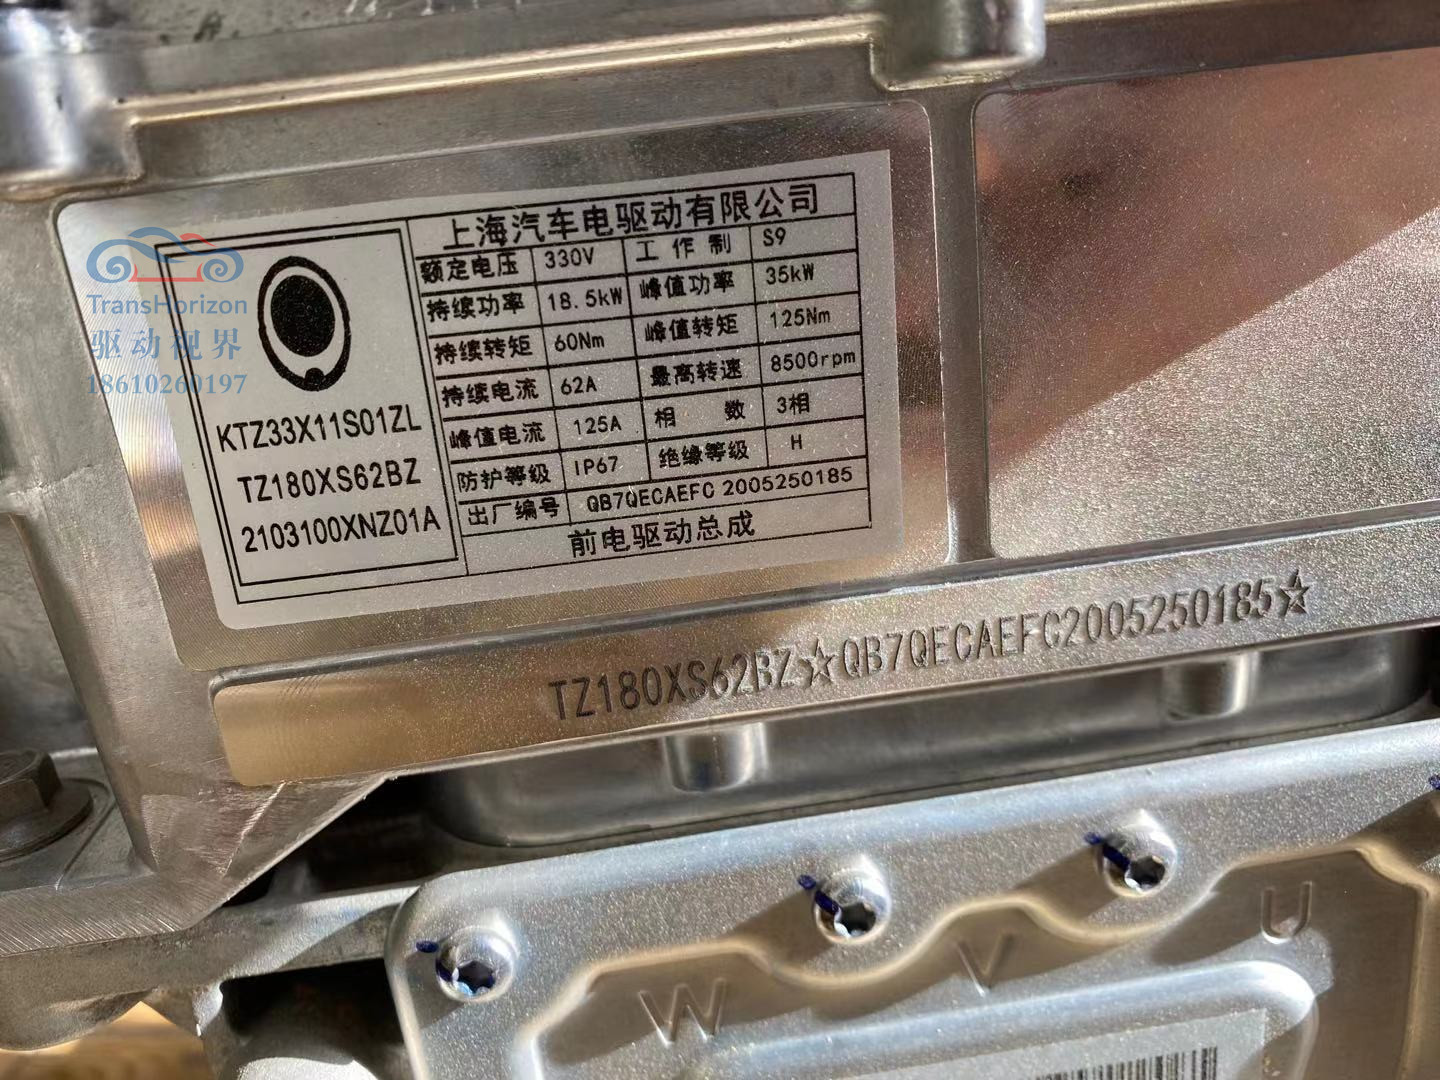 上海汽车电驱动有限公司
额定电压 330V 工作制 S9
持续功率 18.5kW 峰值功率 35kW
持续转矩 60Nm 峰值转矩 125Nm
持续电流 62A 最高转速 8500rpm
峰值电流 125A 相数 3相
防护等级 IP67 绝缘等级 H
出厂编号 QB7QECAEFC 2005250185
前电驱动总成
KTZ33X11S01ZL
TZ180XS62BZ
2103100XNZ01A
TransHorizon
驱动视界
18610260197
TZ180XS62BZ☆QB7QECAEFC2005250185☆
W V U